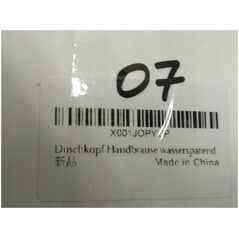 07
Duschkopf Handbrause wassersparend
新品
Made in China